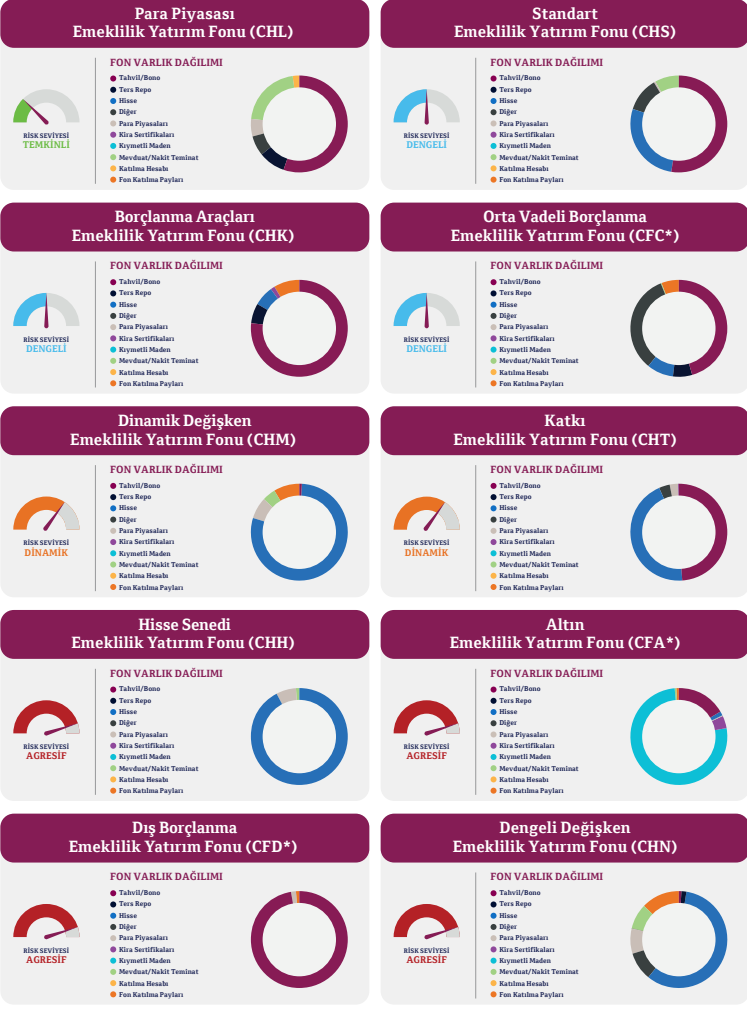 Para Piyasası
Emeklilik Yatırım Fonu (CHL)
RİSK SEVİYESİ
TEMKİNLİ
FON VARLIK DAĞILIMI
Tahvil/Bono
Ters Repo
Hisse
Diğer
Para Piyasaları
Kira Sertifikaları
Kıymetli Maden
Mevduat/Nakit Teminat
Katılma Hesabı
Fon Katılma Payları
Standart
Emeklilik Yatırım Fonu (CHS)
RİSK SEVİYESİ
DENGELİ
FON VARLIK DAĞILIMI
Tahvil/Bono
Ters Repo
Hisse
Diğer
Para Piyasaları
Kira Sertifikaları
Kıymetli Maden
Mevduat/Nakit Teminat
Katılma Hesabı
Fon Katılma Payları
Borçlanma Araçları
Emeklilik Yatırım Fonu (CHK)
RİSK SEVİYESİ
DENGELİ
FON VARLIK DAĞILIMI
Tahvil/Bono
Ters Repo
Hisse
Diğer
Para Piyasaları
Kira Sertifikaları
Kıymetli Maden
Mevduat/Nakit Teminat
Katılma Hesabı
Fon Katılma Payları
Orta Vadeli Borçlanma
Emeklilik Yatırım Fonu (CFC*)
RİSK SEVİYESİ
DENGELİ
FON VARLIK DAĞILIMI
Tahvil/Bono
Ters Repo
Hisse
Diğer
Para Piyasaları
Kira Sertifikaları
Kıymetli Maden
Mevduat/Nakit Teminat
Katılma Hesabı
Fon Katılma Payları
Dinamik Değişken
Emeklilik Yatırım Fonu (CHM)
RİSK SEVİYESİ
DİNAMİK
FON VARLIK DAĞILIMI
Tahvil/Bono
Ters Repo
Hisse
Diğer
Para Piyasaları
Kira Sertifikaları
Kıymetli Maden
Mevduat/Nakit Teminat
Katılma Hesabı
Fon Katılma Payları
Katkı
Emeklilik Yatırım Fonu (CHT)
RİSK SEVİYESİ
DİNAMİK
FON VARLIK DAĞILIMI
Tahvil/Bono
Ters Repo
Hisse
Diğer
Para Piyasaları
Kira Sertifikaları
Kıymetli Maden
Mevduat/Nakit Teminat
Katılma Hesabı
Fon Katılma Payları
Hisse Senedi
Emeklilik Yatırım Fonu (CHH)
RİSK SEVİYESİ
AGRESİF
FON VARLIK DAĞILIMI
Tahvil/Bono
Ters Repo
Hisse
Diğer
Para Piyasaları
Kira Sertifikaları
Kıymetli Maden
Mevduat/Nakit Teminat
Katılma Hesabı
Fon Katılma Payları
Altın
Emeklilik Yatırım Fonu (CFA*)
RİSK SEVİYESİ
AGRESİF
FON VARLIK DAĞILIMI
Tahvil/Bono
Ters Repo
Hisse
Diğer
Para Piyasaları
Kira Sertifikaları
Kıymetli Maden
Mevduat/Nakit Teminat
Katılma Hesabı
Fon Katılma Payları
Dış Borçlanma
Emeklilik Yatırım Fonu (CFD*)
RİSK SEVİYESİ
AGRESİF
FON VARLIK DAĞILIMI
Tahvil/Bono
Ters Repo
Hisse
Diğer
Para Piyasaları
Kira Sertifikaları
Kıymetli Maden
Mevduat/Nakit Teminat
Katılma Hesabı
Fon Katılma Payları
Dengeli Değişken
Emeklilik Yatırım Fonu (CHN)
RİSK SEVİYESİ
AGRESİF
FON VARLIK DAĞILIMI
Tahvil/Bono
Ters Repo
Hisse
Diğer
Para Piyasaları
Kira Sertifikaları
Kıymetli Maden
Mevduat/Nakit Teminat
Katılma Hesabı
Fon Katılma Payları